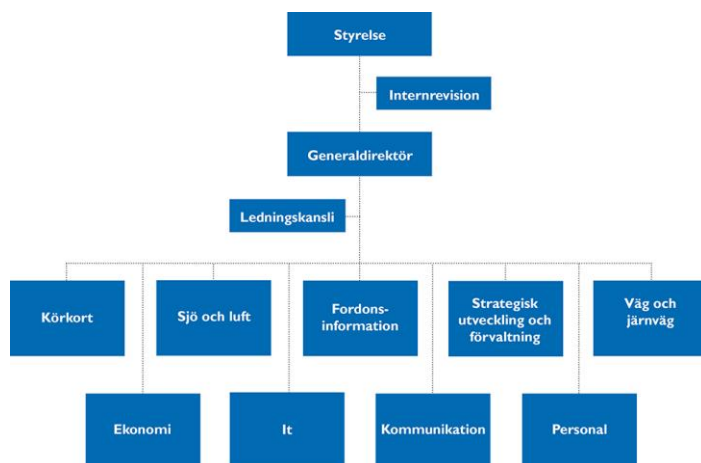 Styrelse
Internrevision
Generaldirektör
Ledningskansli
Körkort
Sjö och luft
Fordons-
information
Strategisk
utveckling och
förvaltning
Väg och
järnväg
Ekonomi
It
Kommunikation
Personal